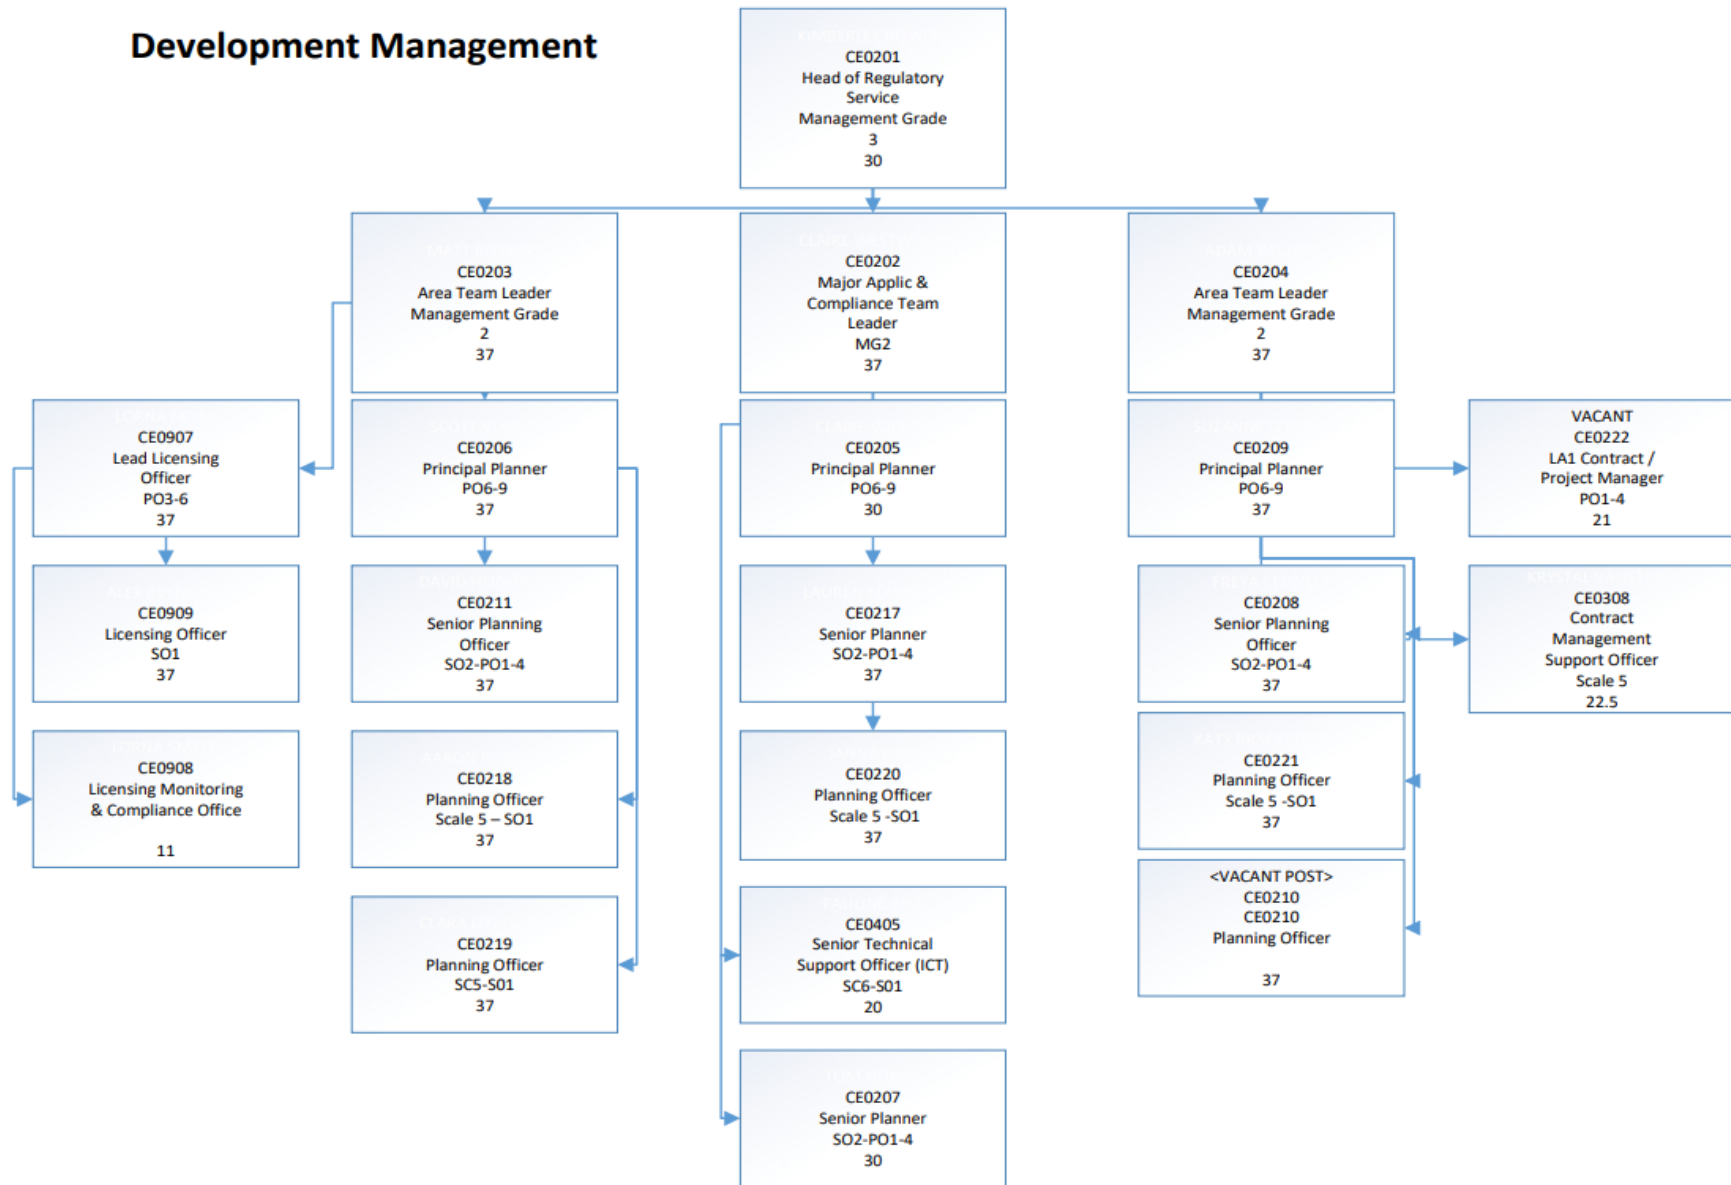 Development Management
CE0201
Head of Regulatory
Service
Management Grade
3
30
CE0203
Area Team Leader
Management Grade
2
37
CE0202
Major Applic &
Compliance Team
Leader
MG2
37
CE0204
Area Team Leader
Management Grade
2
37
CE0907
Lead Licensing
Officer
PO3-6
37
CE0206
Principal Planner
PO6-9
37
CE0205
Principal Planner
PO6-9
30
CE0209
Principal Planner
PO6-9
37
VACANT
CE0222
LA1 Contract /
Project Manager
PO1-4
21
CE0909
Licensing Officer
SO1
37
CE0211
Senior Planning
Officer
SO2-PO1-4
37
CE0217
Senior Planner
SO2-PO1-4
37
CE0208
Senior Planning
Officer
SO2-PO1-4
37
CE0308
Contract
Management
Support Officer
Scale 5
22.5
CE0908
Licensing Monitoring
& Compliance Office
11
CE0218
Planning Officer
Scale 5 – SO1
37
CE0220
Planning Officer
Scale 5 -SO1
37
CE0221
Planning Officer
Scale 5 -SO1
37
CE0219
Planning Officer
SC5-S01
37
CE0405
Senior Technical
Support Officer (ICT)
SC6-S01
20
<VACANT POST>
CE0210
CE0210
Planning Officer
37
CE0207
Senior Planner
SO2-PO1-4
30